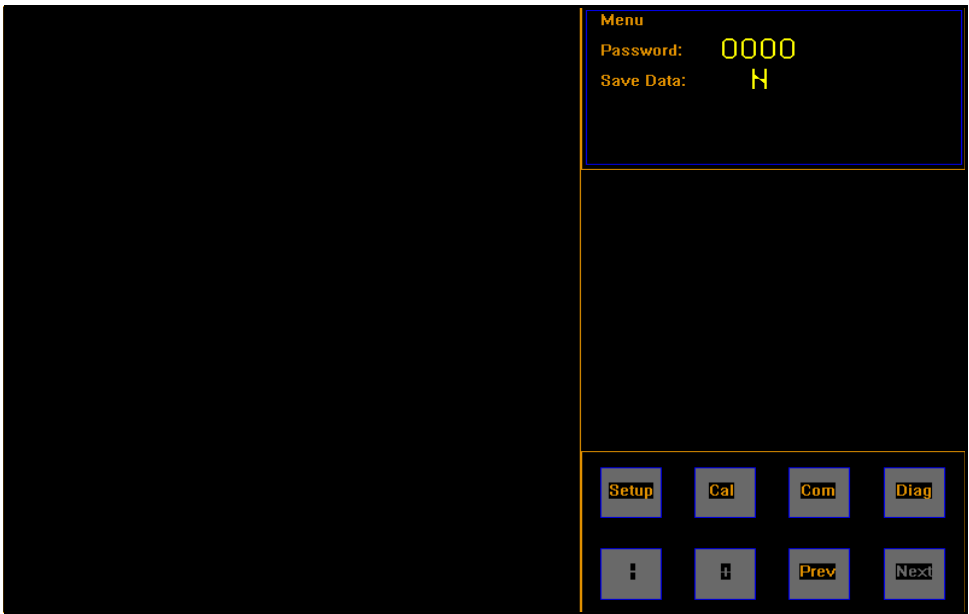 Menu
Password: 0000
Save Data: N
Setup Cal Com Diag
- + Prev Next